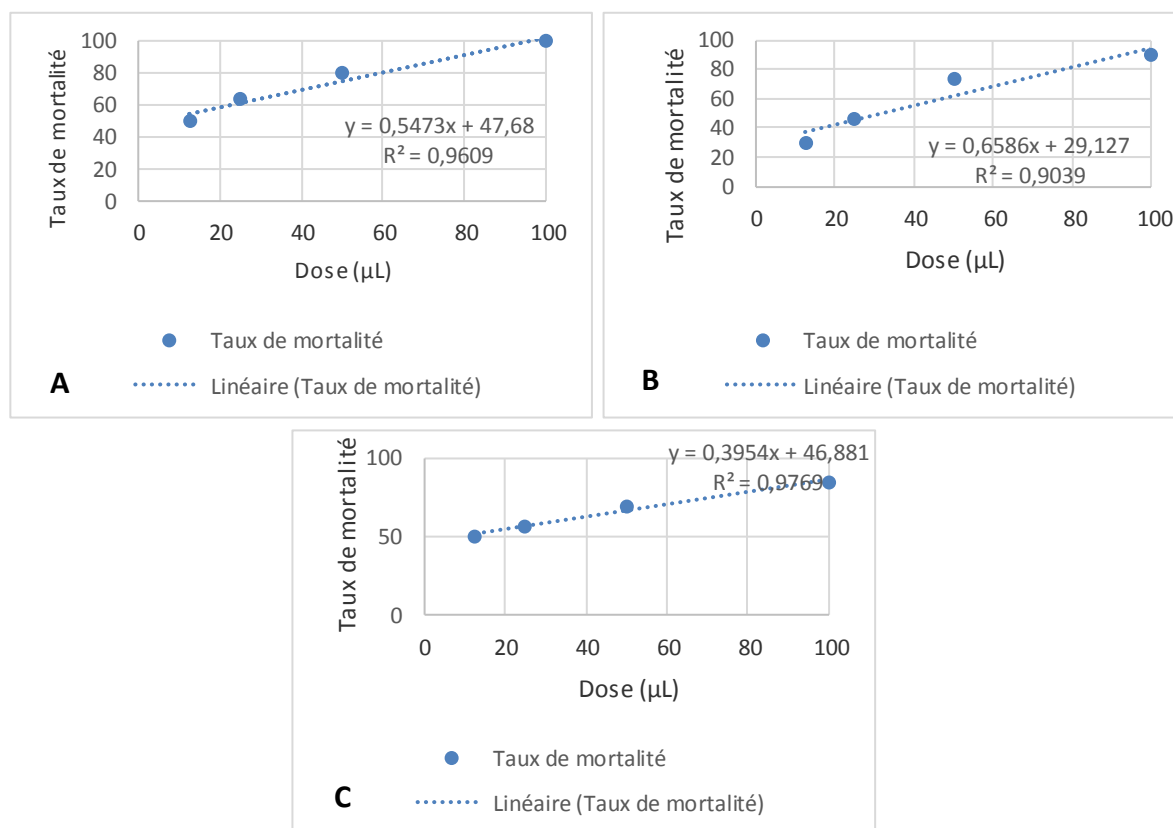 100
80
60
40
20
0
Taux de mortalité
y = 0,5473x + 47,68
R² = 0,9609
0 20 40 60 80 100
Dose (µL)
Taux de mortalité
Linéaire (Taux de mortalité)
A
100
80
60
40
20
0
Taux de mortalité
y = 0,6586x + 29,127
R² = 0,9039
0 20 40 60 80 100
Dose (µL)
Taux de mortalité
Linéaire (Taux de mortalité)
B
100
50
0
Taux de mortalité
y = 0,3954x + 46,881
R² = 0,9769
0 20 40 60 80 100
Dose (µL)
Taux de mortalité
Linéaire (Taux de mortalité)
C